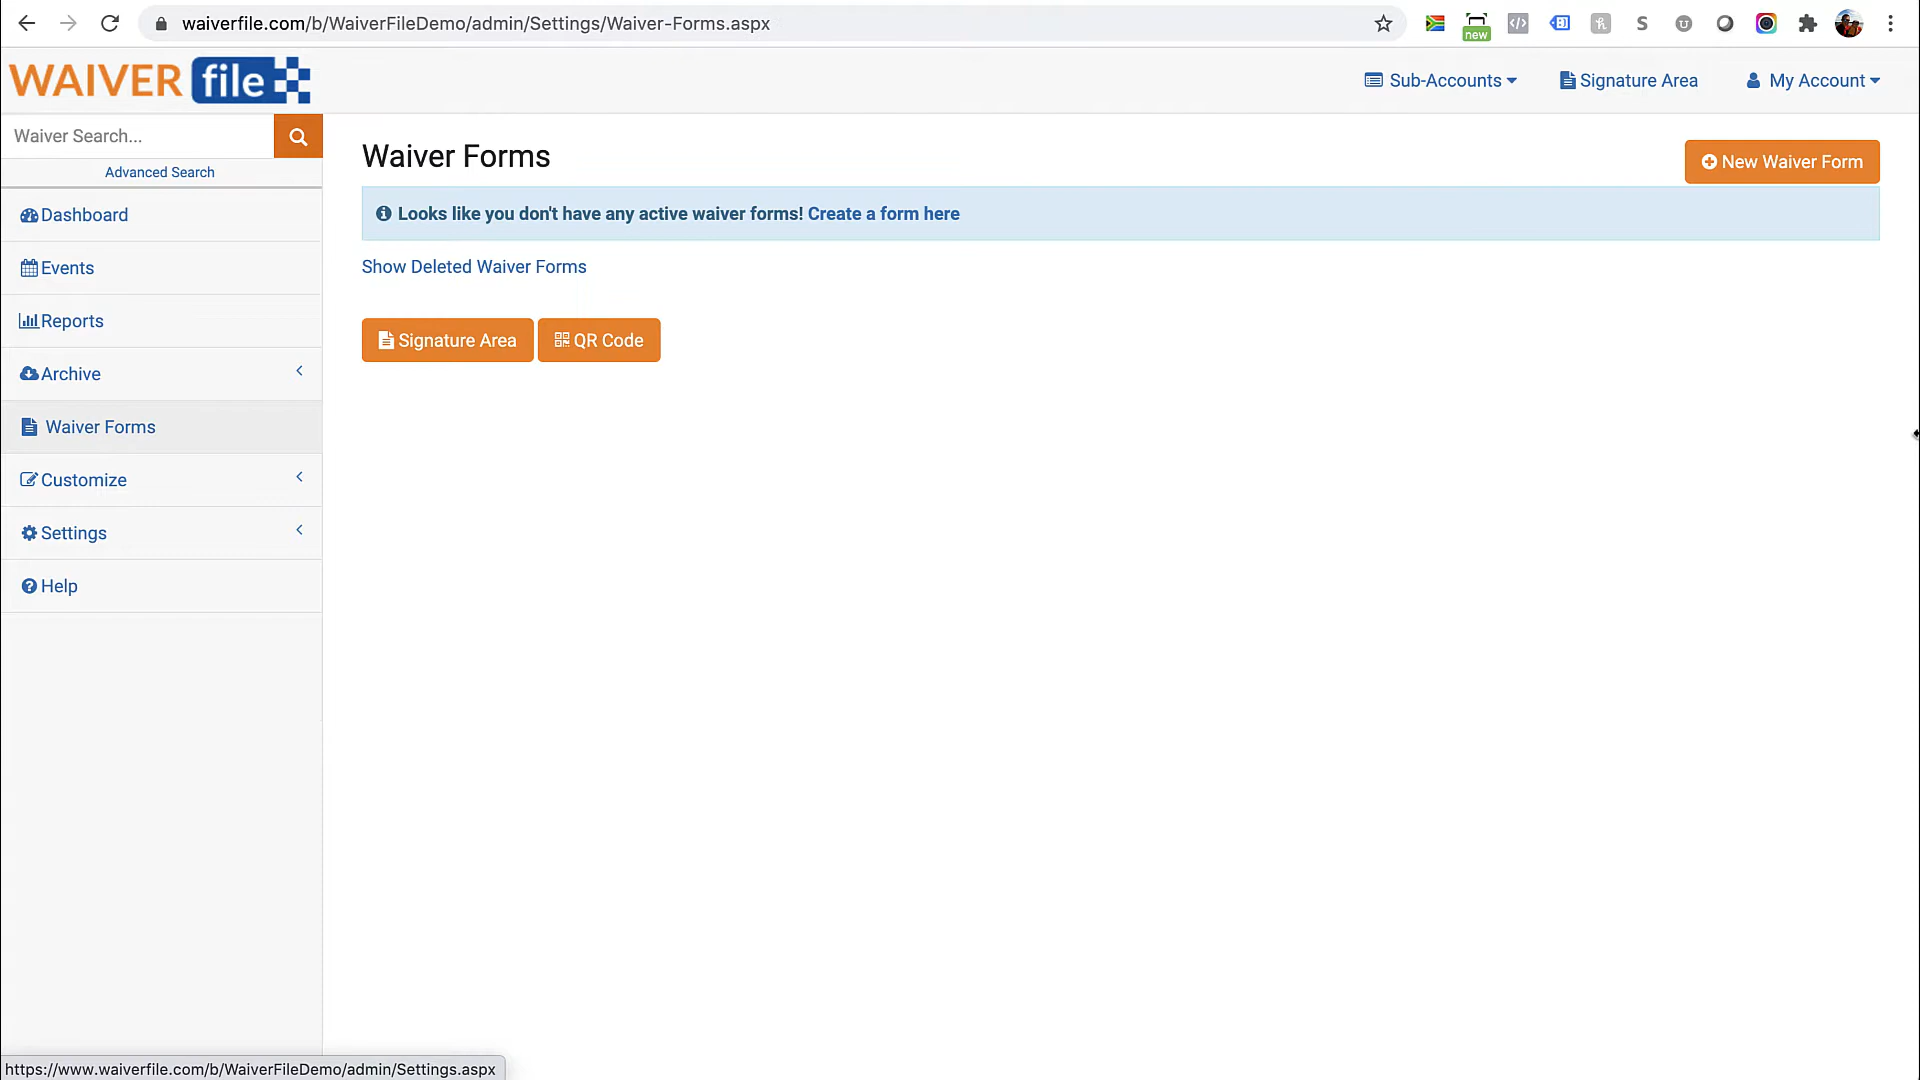 waiverfile.com/b/WaiverFileDemo/admin/Settings/Waiver-Forms.aspx
new
WAIVER file
Sub-Accounts
Signature Area
My Account
Waiver Search...
Advanced Search
Dashboard
Events
Reports
Archive
Waiver Forms
Customize
Settings
Help
Waiver Forms
New Waiver Form
Looks like you don't have any active waiver forms! Create a form here
Show Deleted Waiver Forms
Signature Area
QR Code
https://www.waiverfile.com/b/WaiverFileDemo/admin/Settings.aspx